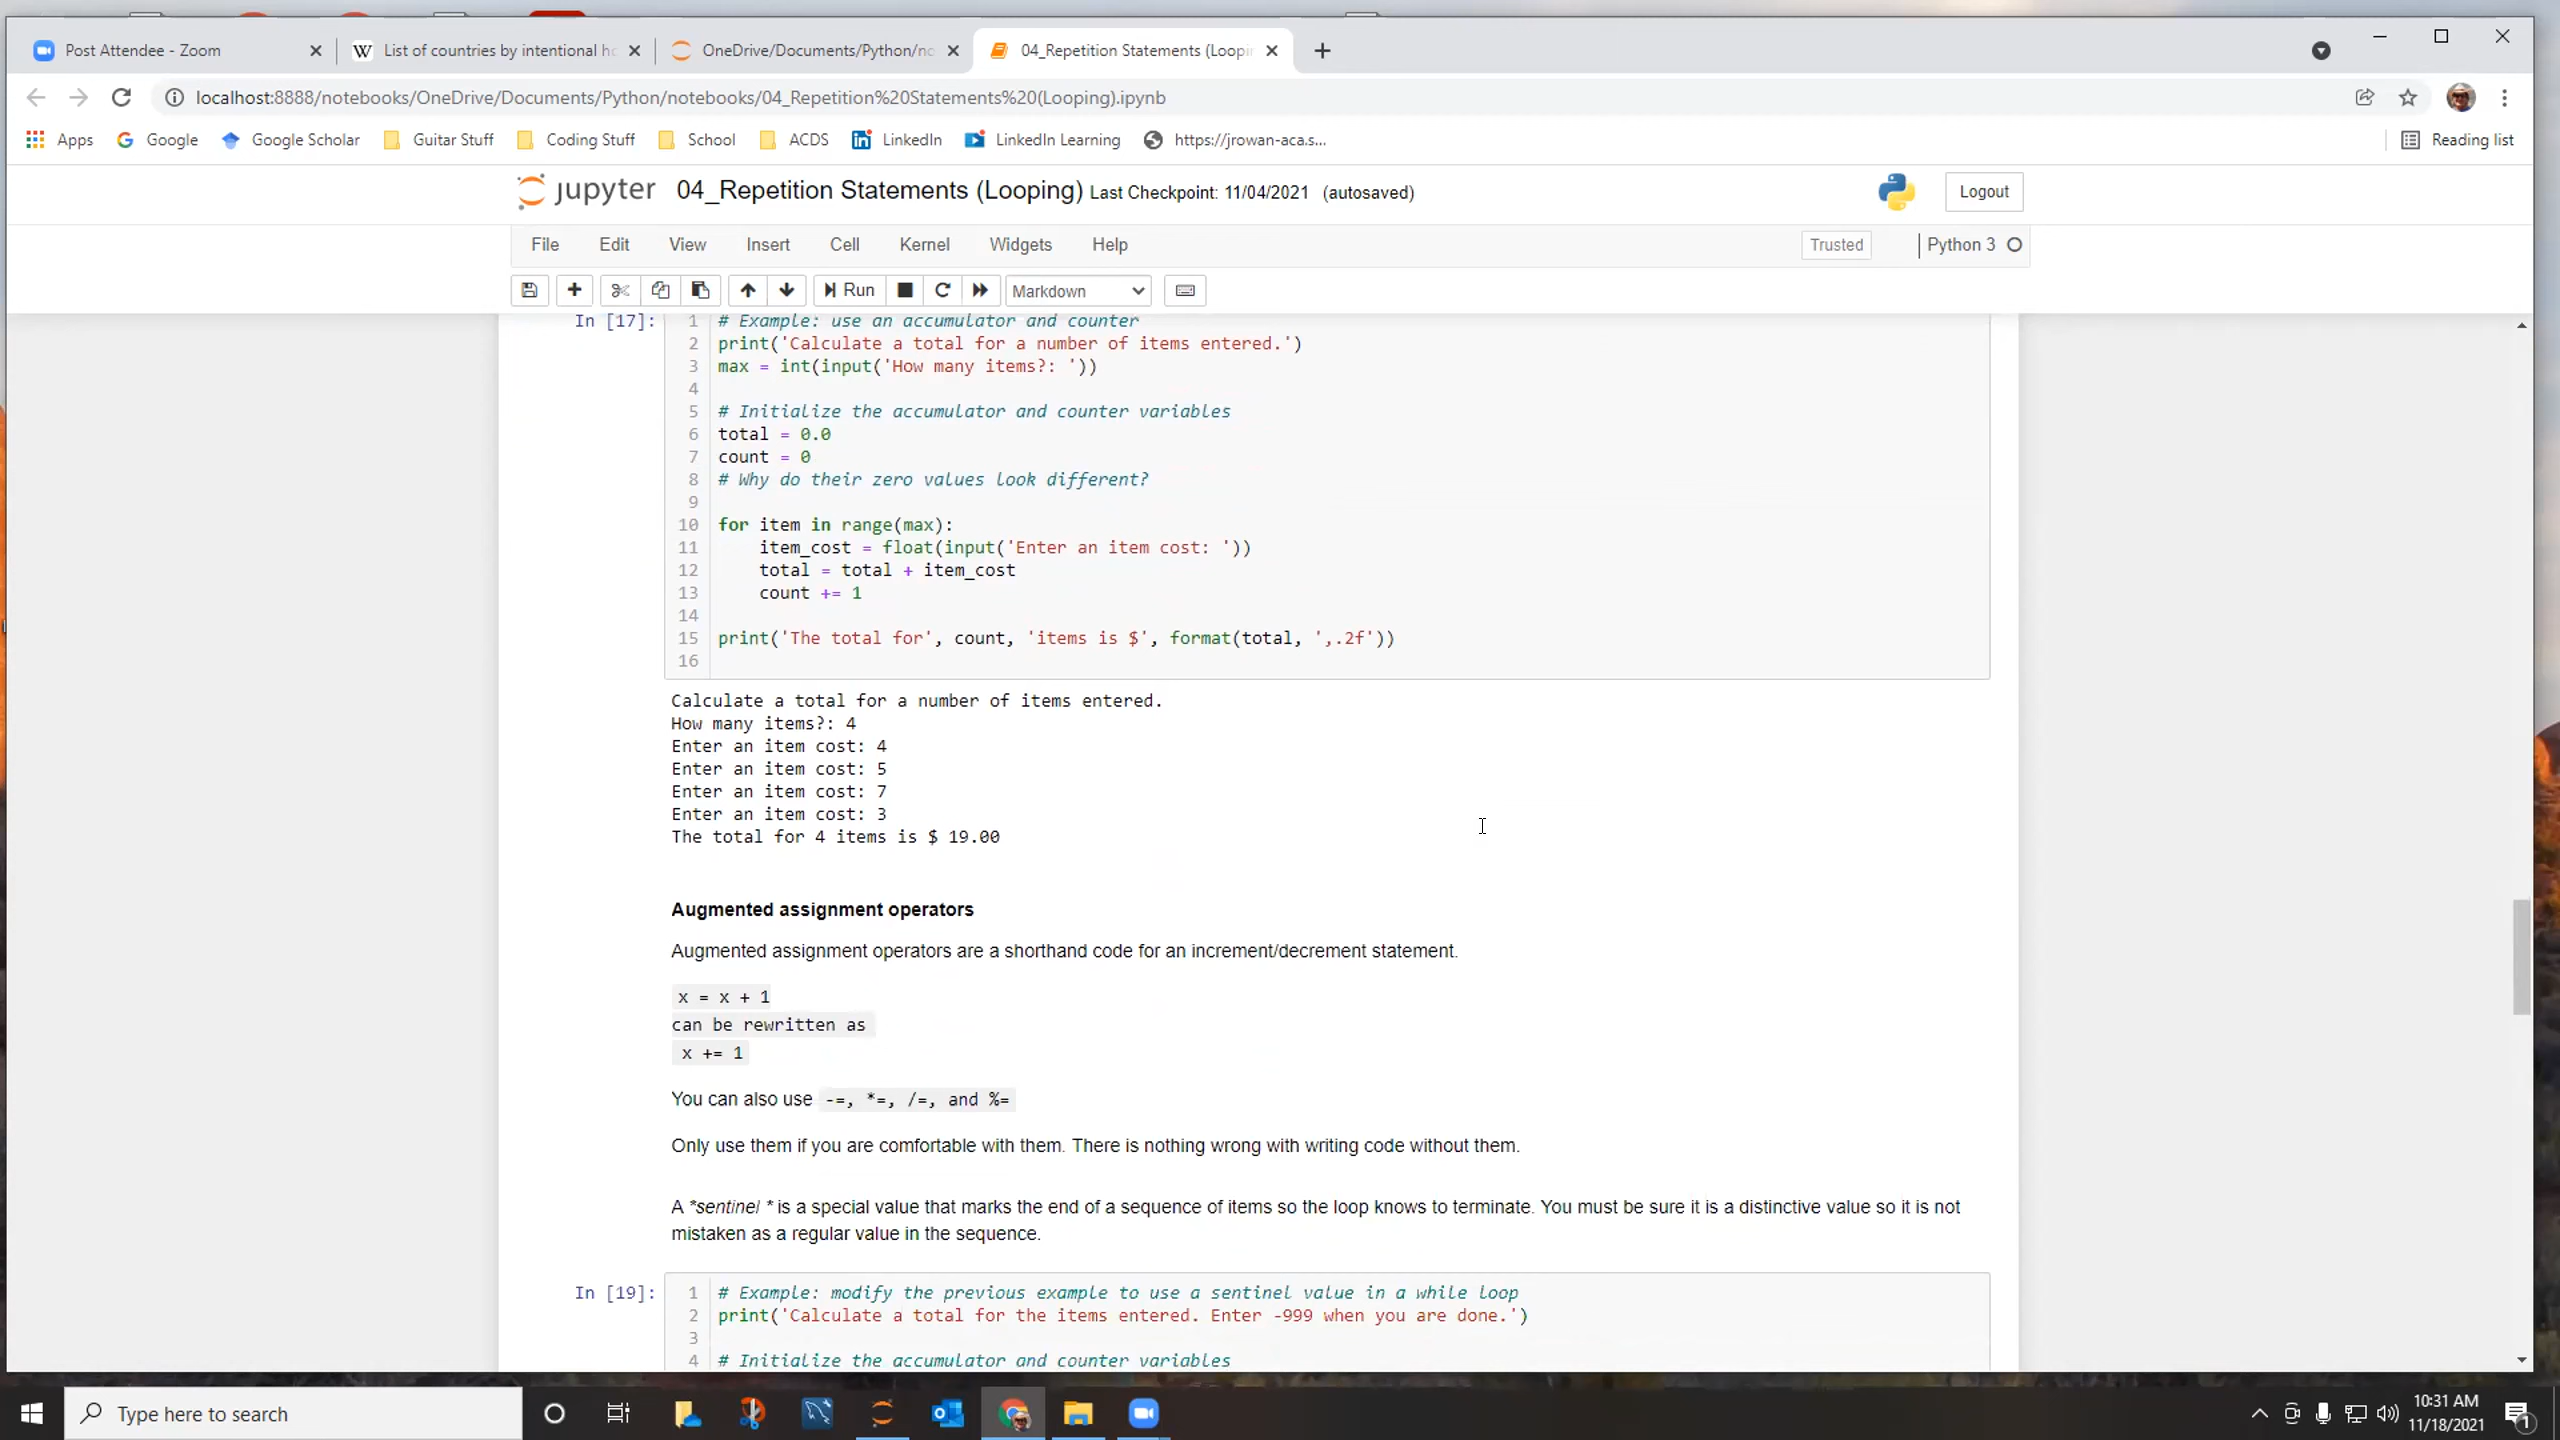 Post Attendee - Zoom
List of countries by intentional ho
OneDrive/Documents/Python/no
04_Repetition Statements (Loopin
localhost:8888/notebooks/OneDrive/Documents/Python/notebooks/04_Repetition%20Statements%20(Looping).ipynb
Apps Google Google Scholar Guitar Stuff Coding Stuff School ACDS LinkedIn LinkedIn Learning https://jrowan-aca.s... Reading list
jupyter 04_Repetition Statements (Looping) Last Checkpoint: 11/04/2021 (autosaved) Logout
File Edit View Insert Cell Kernel Widgets Help Trusted Python 3
Run Markdown
In [17]: 1 # Example: use an accumulator and counter
2 print('Calculate a total for a number of items entered.')
3 max = int(input('How many items?: '))
4
5 # Initialize the accumulator and counter variables
6 total = 0.0
7 count = 0
8 # Why do their zero values look different?
9
10 for item in range(max):
11     item_cost = float(input('Enter an item cost: '))
12     total = total + item_cost
13     count += 1
14
15 print('The total for', count, 'items is $', format(total, ',.2f'))
16
Calculate a total for a number of items entered.
How many items?: 4
Enter an item cost: 4
Enter an item cost: 5
Enter an item cost: 7
Enter an item cost: 3
The total for 4 items is $ 19.00
Augmented assignment operators
Augmented assignment operators are a shorthand code for an increment/decrement statement.
x = x + 1
can be rewritten as
x += 1
You can also use -=, *=, /=, and %=
Only use them if you are comfortable with them. There is nothing wrong with writing code without them.
A *sentinel * is a special value that marks the end of a sequence of items so the loop knows to terminate. You must be sure it is a distinctive value so it is not
mistaken as a regular value in the sequence.
In [19]: 1 # Example: modify the previous example to use a sentinel value in a while loop
2 print('Calculate a total for the items entered. Enter -999 when you are done.')
3
4 # Initialize the accumulator and counter variables
Type here to search
10:31 AM
11/18/2021
1